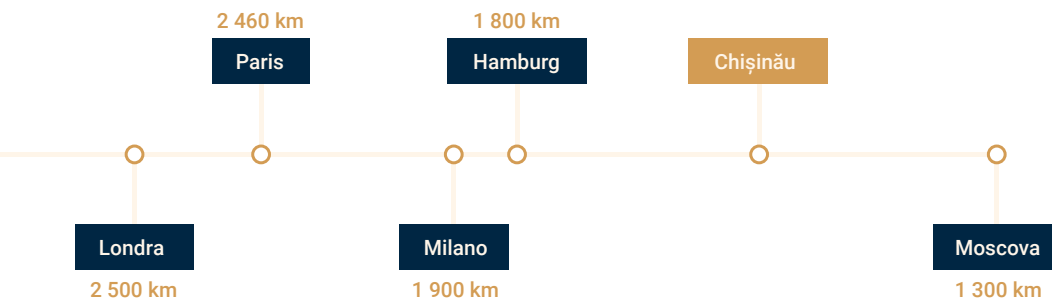 2 460 km
Paris
1 800 km
Hamburg
Chișinău
Londra
2 500 km
Milano
1 900 km
Moscova
1 300 km